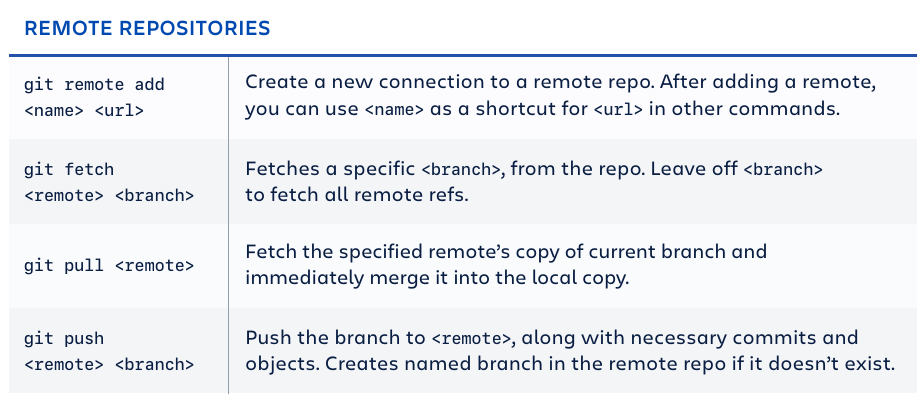 REMOTE REPOSITORIES
git remote add
<name> <url>
Create a new connection to a remote repo. After adding a remote,
you can use <name> as a shortcut for <url> in other commands.
git fetch
<remote> <branch>
Fetches a specific <branch>, from the repo. Leave off <branch>
to fetch all remote refs.
git pull <remote>
Fetch the specified remote’s copy of current branch and
immediately merge it into the local copy.
git push
<remote> <branch>
Push the branch to <remote>, along with necessary commits and
objects. Creates named branch in the remote repo if it doesn’t exist.